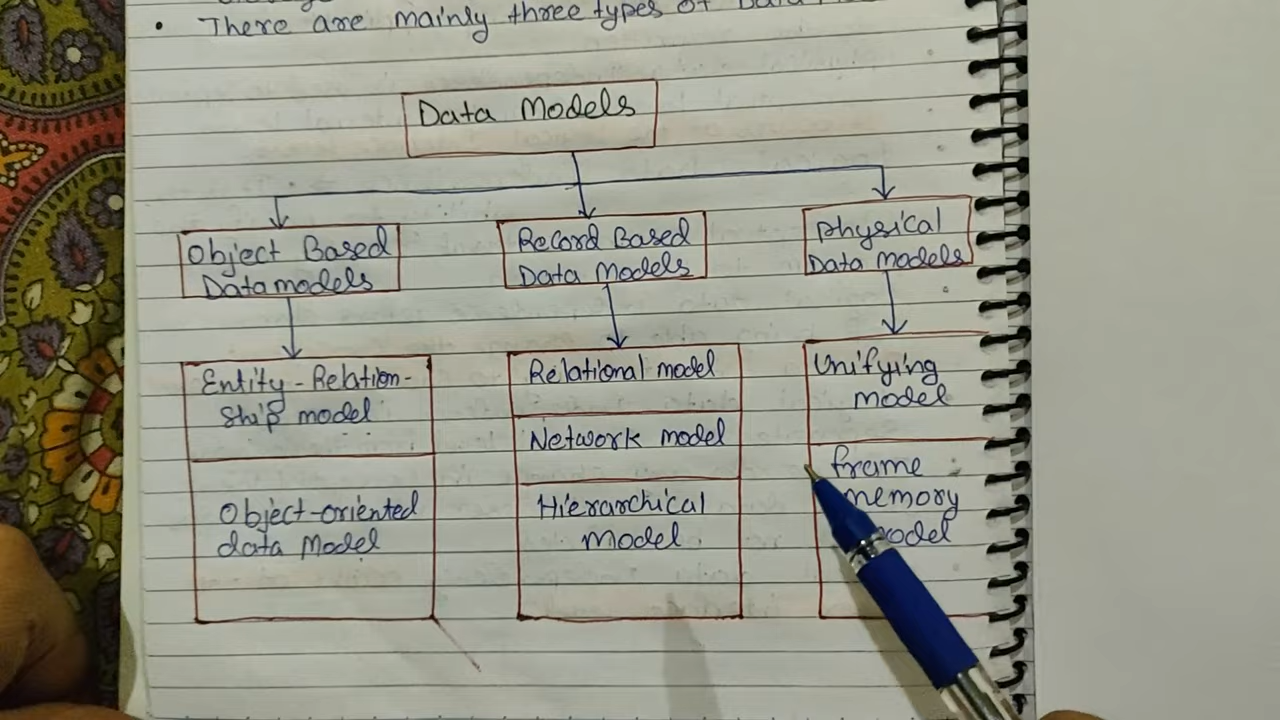 • There are mainly three types of Data
Data Models
Object Based
Datamodels
Record Based
Data Models
physical
Data models
Entity-Relation-
Ship model
Object-oriented
data Model
Relational model
Network model
Hierarchical
Model
Unifying
model
frame
memory
model